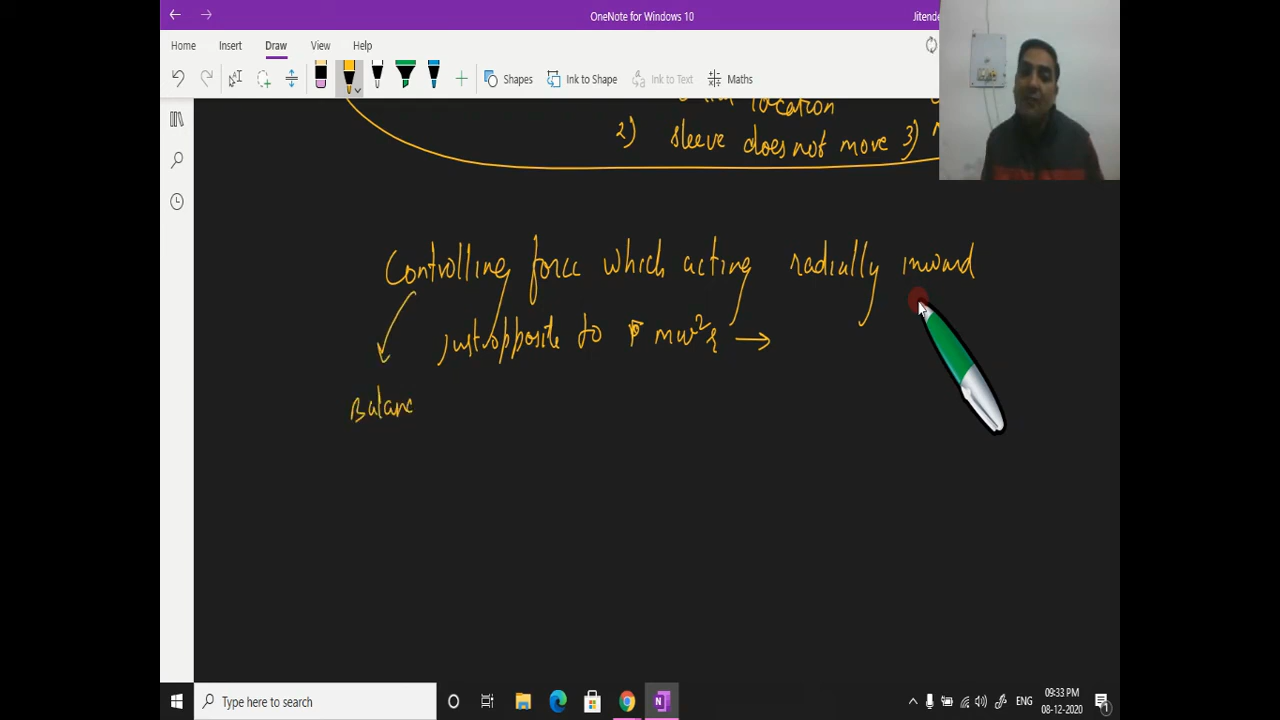 OneNote for Windows 10
Jitende
Home Insert Draw View Help
Shapes Ink to Shape Ink to Text Maths
location
2) sleeve does not move 3)
Controlling force which acting radially inward
just opposite to mω²r →
Balanc
Type here to search
ENG
09:33 PM
08-12-2020